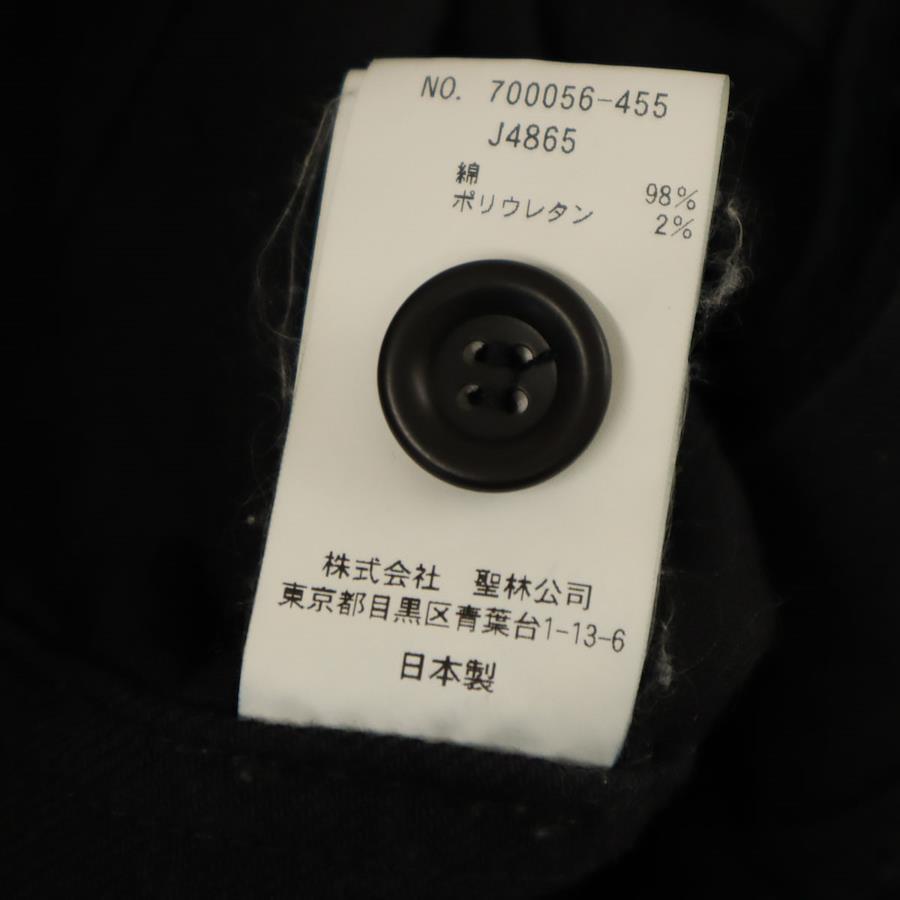 NO. 700056-455
J4865
綿 98%
ポリウレタン 2%
株式会社 聖林公司
東京都目黒区青葉台1-13-6
日本製